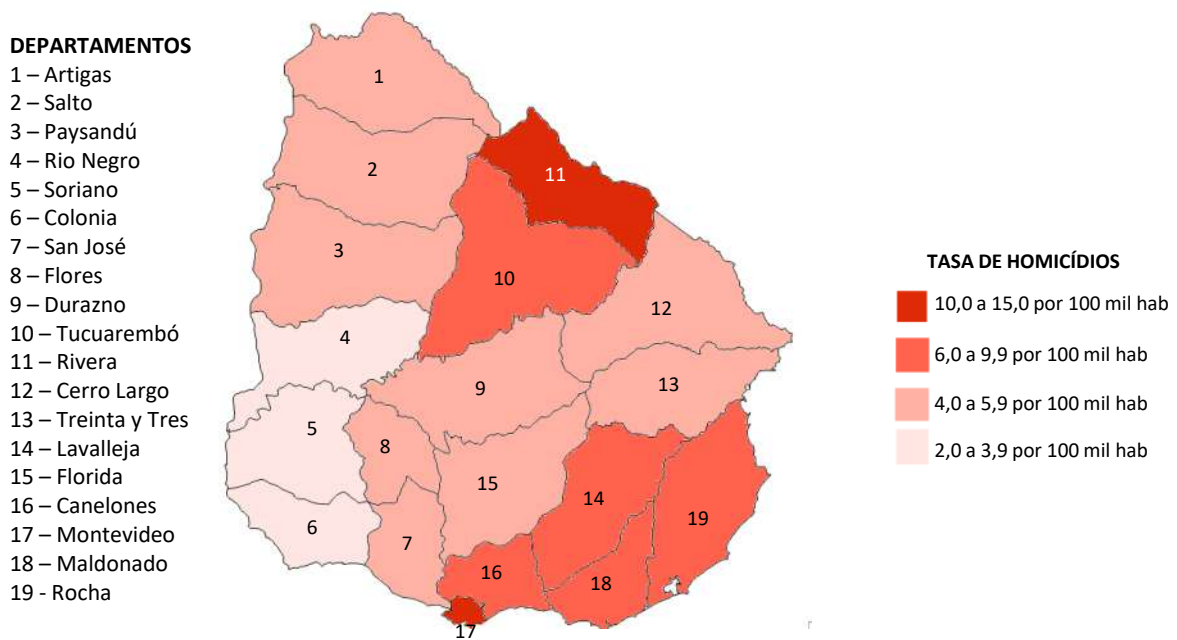 DEPARTAMENTOS
1 – Artigas
2 – Salto
3 – Paysandú
4 – Rio Negro
5 – Soriano
6 – Colonia
7 – San José
8 – Flores
9 – Durazno
10 – Tucuarembó
11 – Rivera
12 – Cerro Largo
13 – Treinta y Tres
14 – Lavalleja
15 – Florida
16 – Canelones
17 – Montevideo
18 – Maldonado
19 - Rocha
1
2
11
3
10
12
4
9
13
5
8
15
14
19
6
7
16
18
17
TASA DE HOMICÍDIOS
10,0 a 15,0 por 100 mil hab
6,0 a 9,9 por 100 mil hab
4,0 a 5,9 por 100 mil hab
2,0 a 3,9 por 100 mil hab